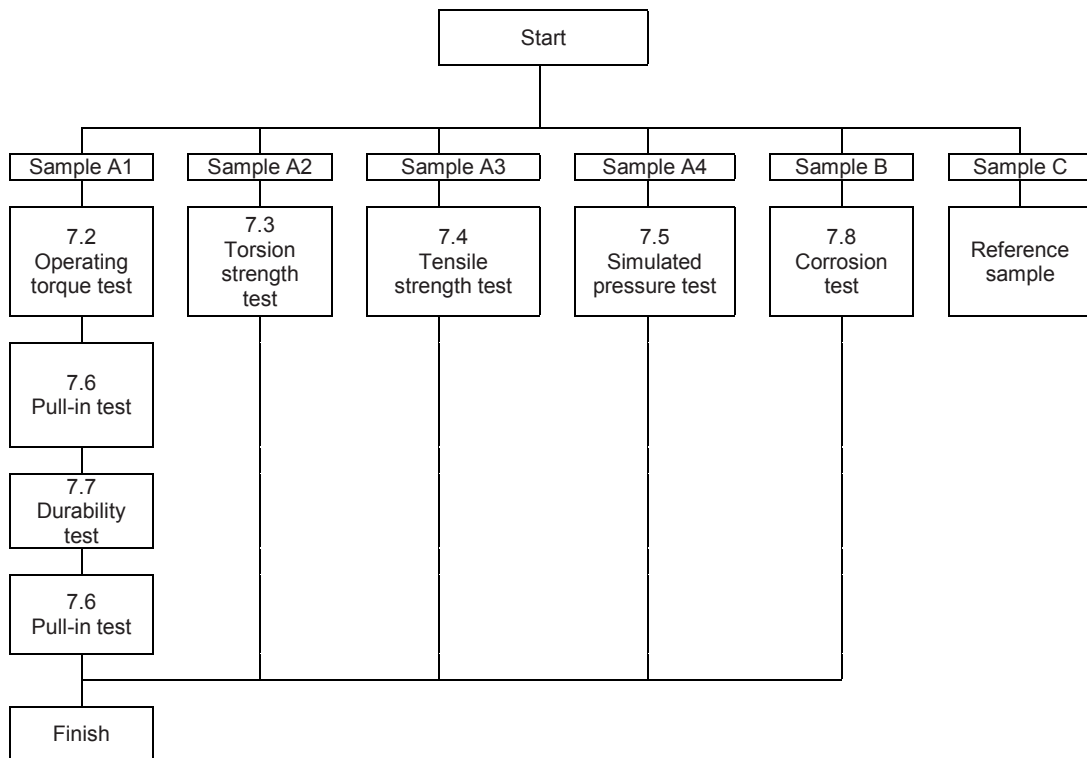 Start
Sample A1
Sample A2
Sample A3
Sample A4
Sample B
Sample C
7.2
Operating
torque test
7.3
Torsion
strength
test
7.4
Tensile
strength test
7.5
Simulated
pressure test
7.8
Corrosion
test
Reference
sample
7.6
Pull-in test
7.7
Durability
test
7.6
Pull-in test
Finish